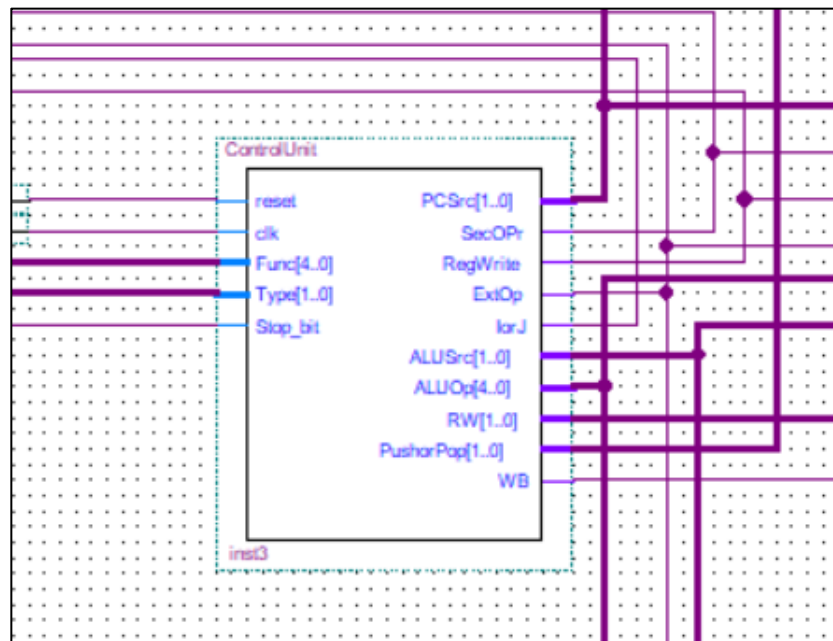 ControlUnit
reset
clk
Func[4..0]
Type[1..0]
Stop_bit
PCSrc[1..0]
SecOPr
RegWrite
ExtOp
IorJ
ALUSrc[1..0]
ALUOp[4..0]
RW[1..0]
PushorPop[1..0]
WB
inst3